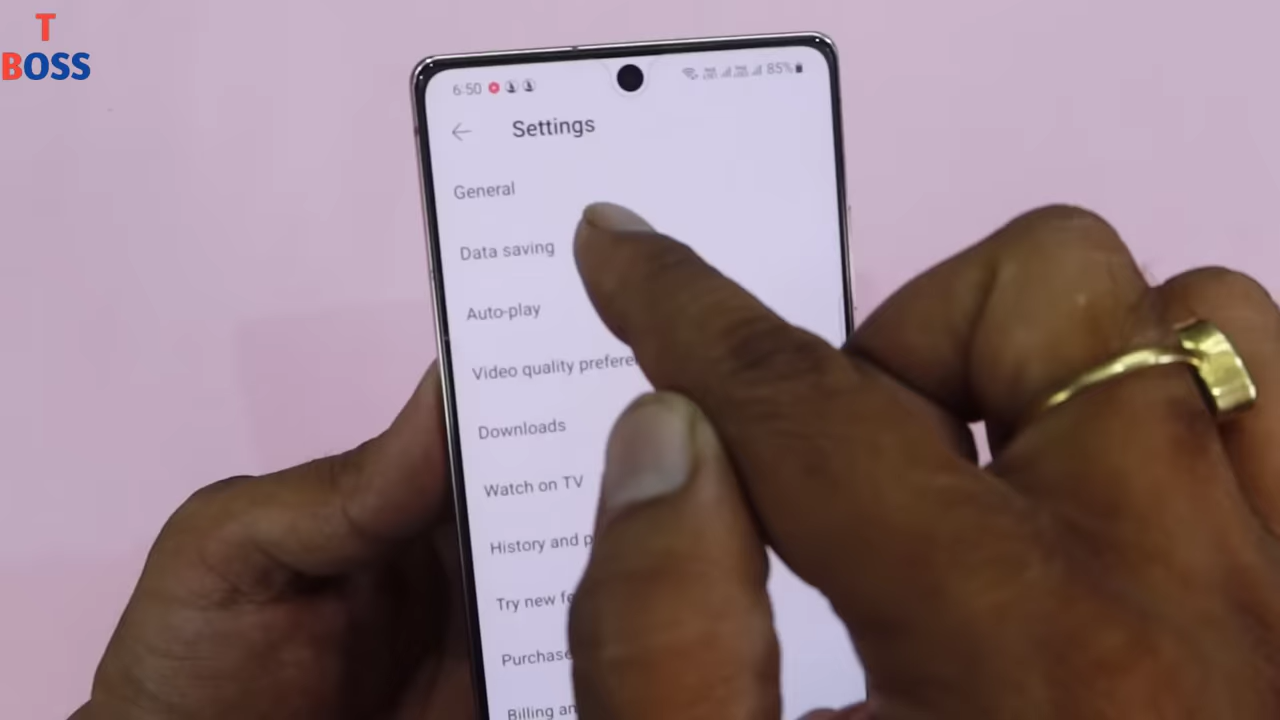 T
BOSS
6:50 85%
Settings
General
Data saving
Auto-play
Video quality prefere
Downloads
Watch on TV
History and p
Try new fe
Purchase
Billing an